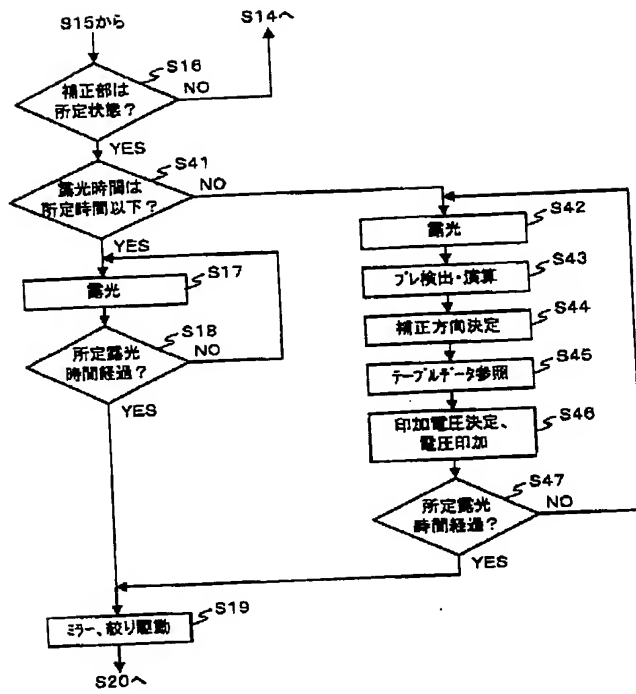 S15から
S14へ
S16
補正部は
所定状態?
NO
YES
S41
露光時間は
所定時間以下?
NO
YES
S17
露光
S18
所定露光
時間経過?
NO
YES
S42
露光
S43
ブレ検出・演算
S44
補正方向決定
S45
テーブルデータ参照
S46
印加電圧決定、
電圧印加
S47
所定露光
時間経過?
NO
YES
S19
ミラー、絞り駆動
S20へ